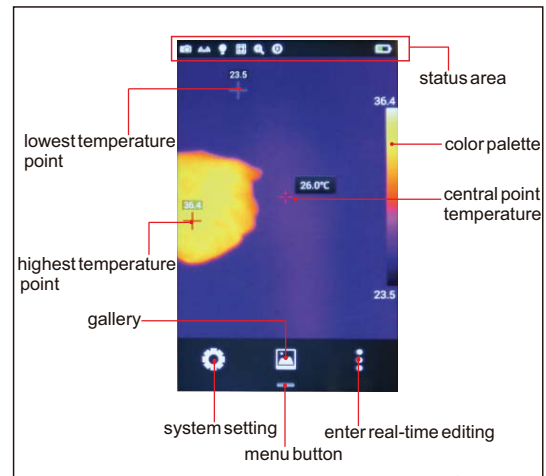 status area
23.5
36.4
lowest temperature
point
color palette
26.0℃
central point
temperature
36.4
highest temperature
point
23.5
gallery
system setting
enter real-time editing
menu button